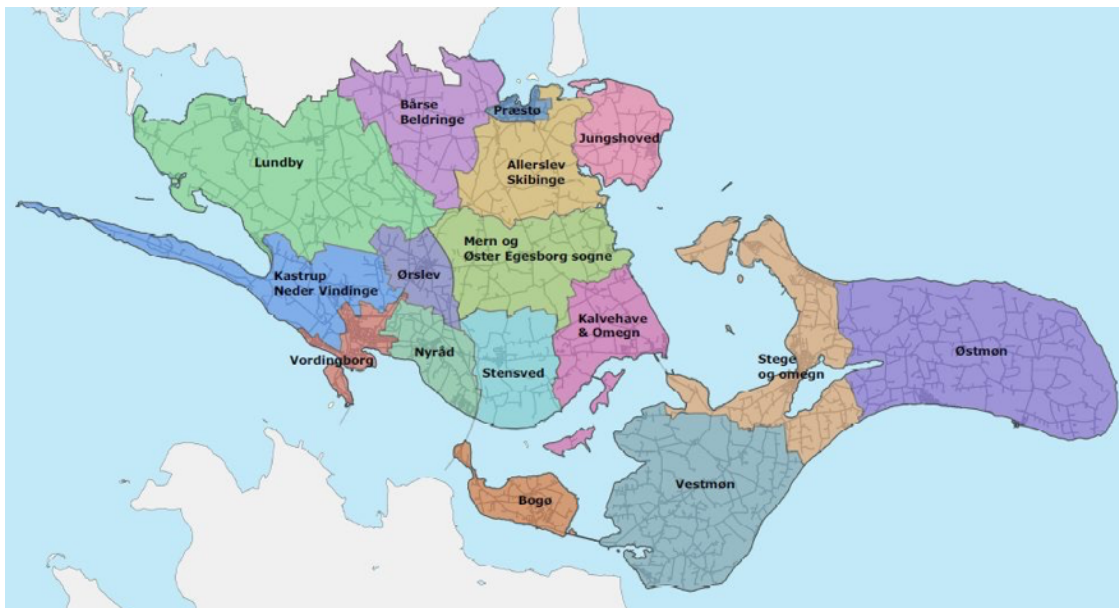 Bårse
Beldringe
Præstø
Jungshoved
Lundby
Allerslev
Skibinge
Mern og
Øster Egesborg sogne
Kastrup
Neder Vindinge
Ørslev
Kalvehave
& Omegn
Vordingborg
Nyråd
Stensved
Stege
og omegn
Østmøn
Vestmøn
Bogø